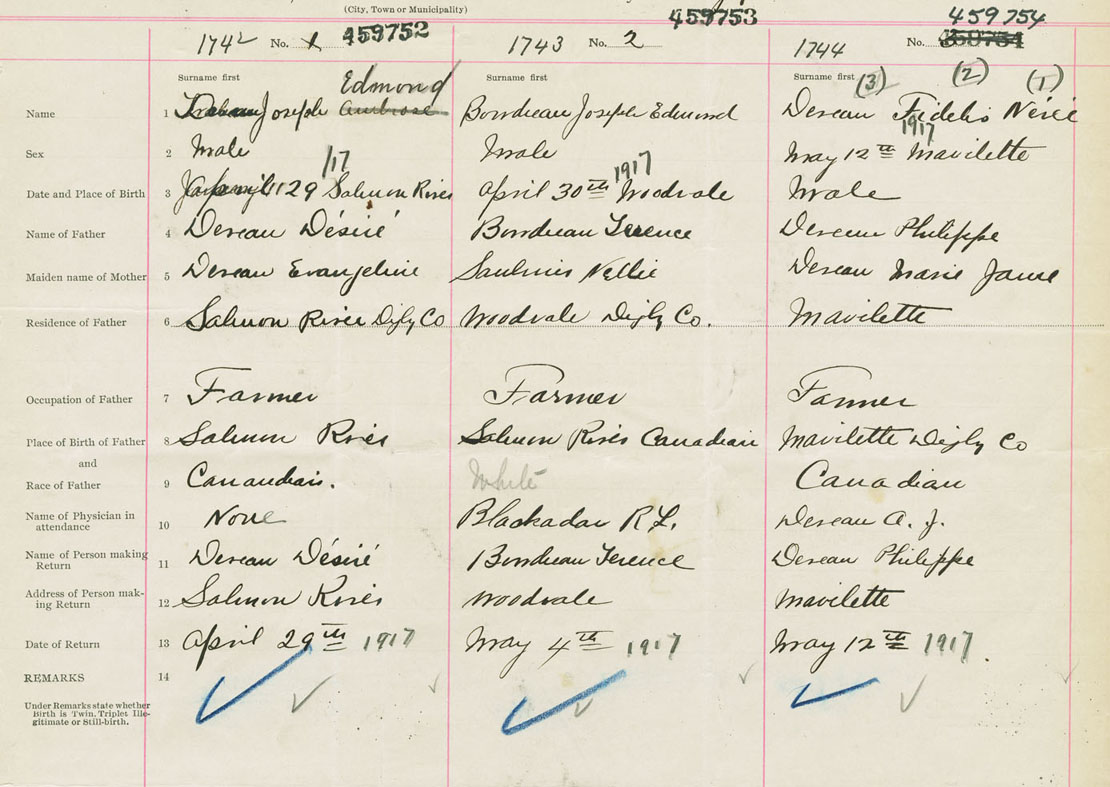 (City, Town or Municipality)
1742 No. 1 459752
1743 No. 2 459753
1744 No. 459754
Surname first Surname first Surname first (3) (2) (1)
Edmond
Name 1 Joseph Ambrose Boudreau Joseph Edmond Deveau Fidelis Nérée
1917
Sex 2 Male Male May 12th Mavilette
/17 1917
Date and Place of Birth 3 29 Salmon River April 30th Woodvale Male
Name of Father 4 Deveau Désiré Boudreau Terence Deveau Philippe
Maiden name of Mother 5 Deveau Evangeline Saulnier Nellie Deveau Marie Jane
Residence of Father 6 Salmon River Digby Co Woodvale Digby Co. Mavilette
Occupation of Father 7 Farmer Farmer Farmer
Place of Birth of Father 8 Salmon River Salmon River Canadian Mavilette Digby Co
and
Race of Father 9 Canaudian. White Canadian
Name of Physician in attendance 10 None Blackadar R L. Deveau A. J.
Name of Person making Return 11 Deveau Désiré Boudreau Terence Deveau Philippe
Address of Person making Return 12 Salmon River Woodvale Mavilette
Date of Return 13 April 29th 1917 May 4th 1917 May 12th 1917.
REMARKS 14
Under Remarks state whether
Birth is Twin, Triplet Ille-
gitimate or Still-birth.